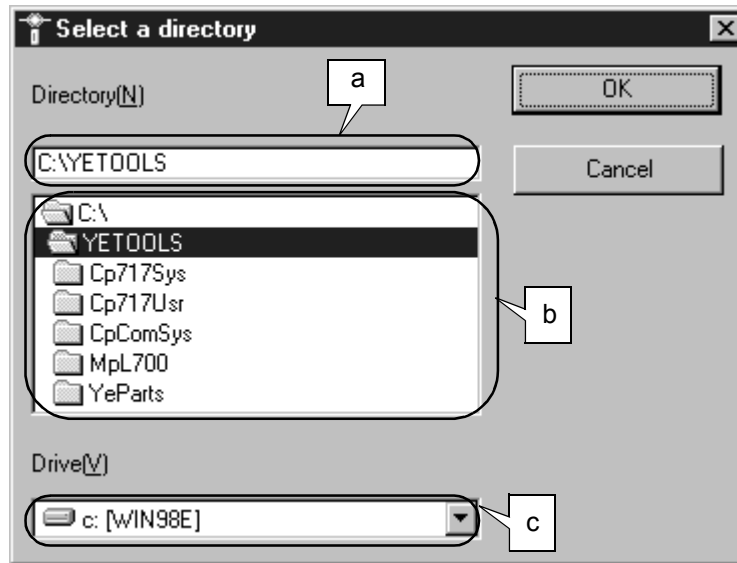 Select a directory
Directory(N)
a
OK
C:\YETOOLS
Cancel
C:\
YETOOLS
Cp717Sys
Cp717Usr
CpComSys
MpL700
YeParts
b
Drive(V)
c: [WIN98E]
c